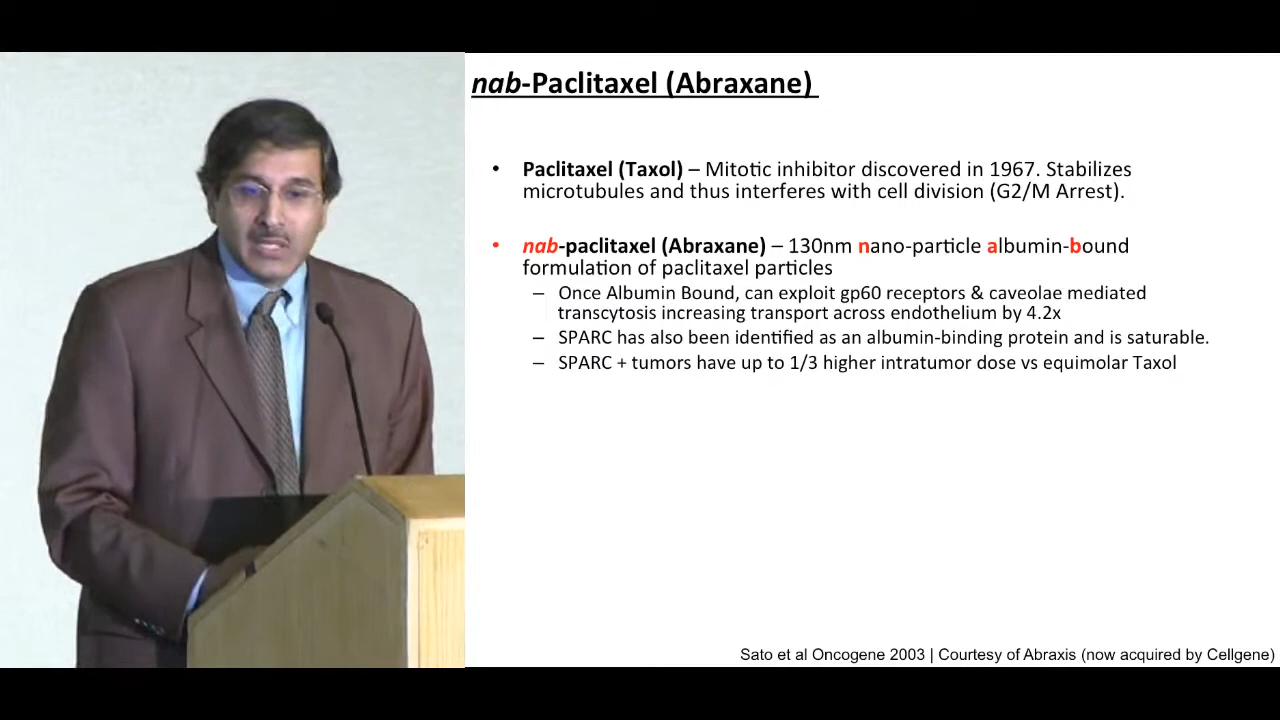 nab-Paclitaxel (Abraxane)
• Paclitaxel (Taxol) – Mitotic inhibitor discovered in 1967. Stabilizes
microtubules and thus interferes with cell division (G2/M Arrest).
• nab-paclitaxel (Abraxane) – 130nm nano-particle albumin-bound
formulation of paclitaxel particles
– Once Albumin Bound, can exploit gp60 receptors & caveolae mediated
transcytosis increasing transport across endothelium by 4.2x
– SPARC has also been identified as an albumin-binding protein and is saturable.
– SPARC + tumors have up to 1/3 higher intratumor dose vs equimolar Taxol
Sato et al Oncogene 2003 | Courtesy of Abraxis (now acquired by Cellgene)